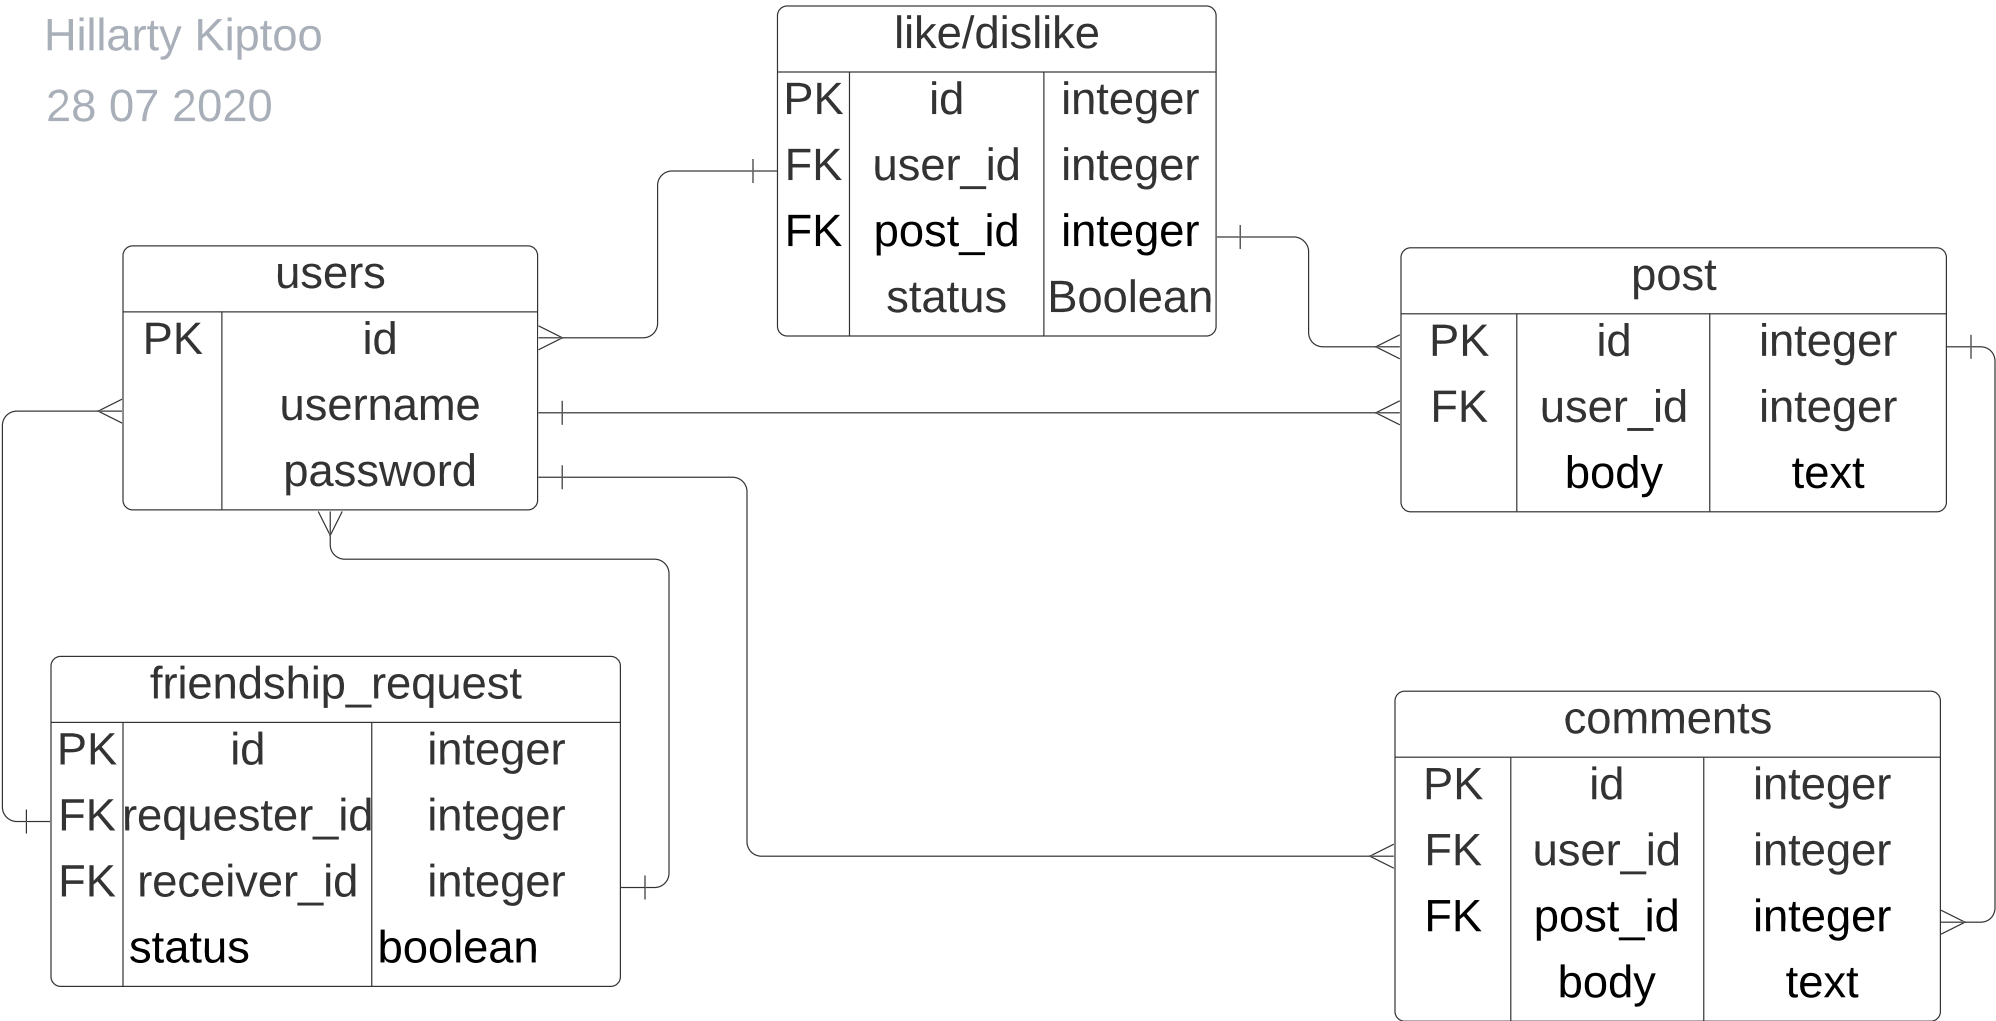 Hillarty Kiptoo
28 07 2020
like/dislike
PK id integer
FK user_id integer
FK post_id integer
status Boolean
users
PK id
username
password
post
PK id integer
FK user_id integer
body text
friendship_request
PK id integer
FK requester_id integer
FK receiver_id integer
status boolean
comments
PK id integer
FK user_id integer
FK post_id integer
body text